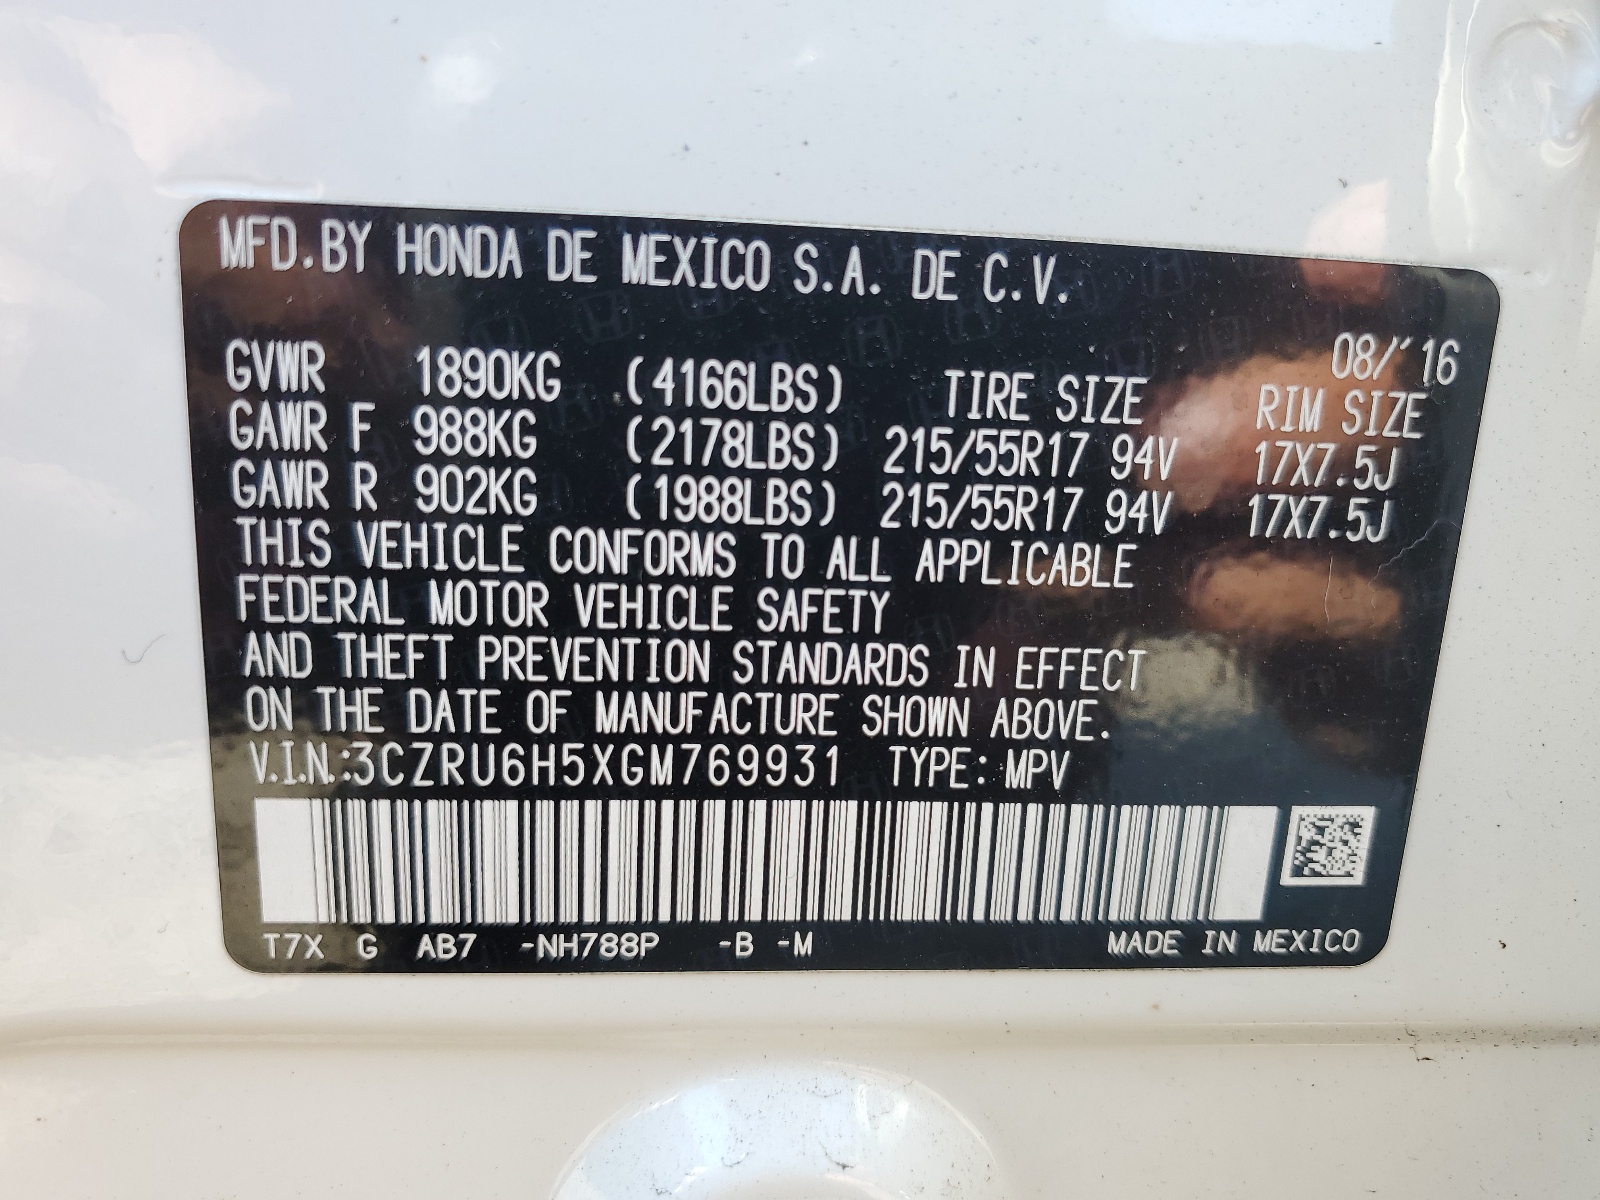 MFD.BY HONDA DE MEXICO S.A. DE C.V.
08/'16
GVWR 1890KG (4166LBS) TIRE SIZE RIM SIZE
GAWR F 988KG (2178LBS) 215/55R17 94V 17X7.5J
GAWR R 902KG (1988LBS) 215/55R17 94V 17X7.5J
THIS VEHICLE CONFORMS TO ALL APPLICABLE
FEDERAL MOTOR VEHICLE SAFETY
AND THEFT PREVENTION STANDARDS IN EFFECT
ON THE DATE OF MANUFACTURE SHOWN ABOVE.
V.I.N.:3CZRU6H5XGM769931 TYPE: MPV
T7X G AB7 -NH788P -B -M MADE IN MEXICO